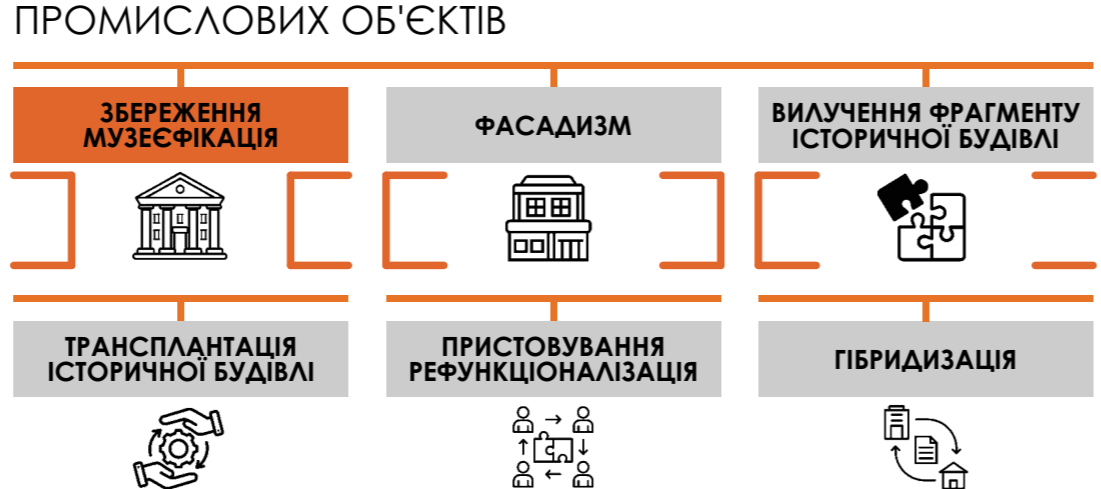 ПРОМИСЛОВИХ ОБ'ЄКТІВ
ЗБЕРЕЖЕННЯ
МУЗЕЄФІКАЦІЯ
ФАСАДИЗМ
ВИЛУЧЕННЯ ФРАГМЕНТУ
ІСТОРИЧНОЇ БУДІВЛІ
ТРАНСПЛАНТАЦІЯ
ІСТОРИЧНОЇ БУДІВЛІ
ПРИСТОВУВАННЯ
РЕФУНКЦІОНАЛІЗАЦІЯ
ГІБРИДИЗАЦІЯ